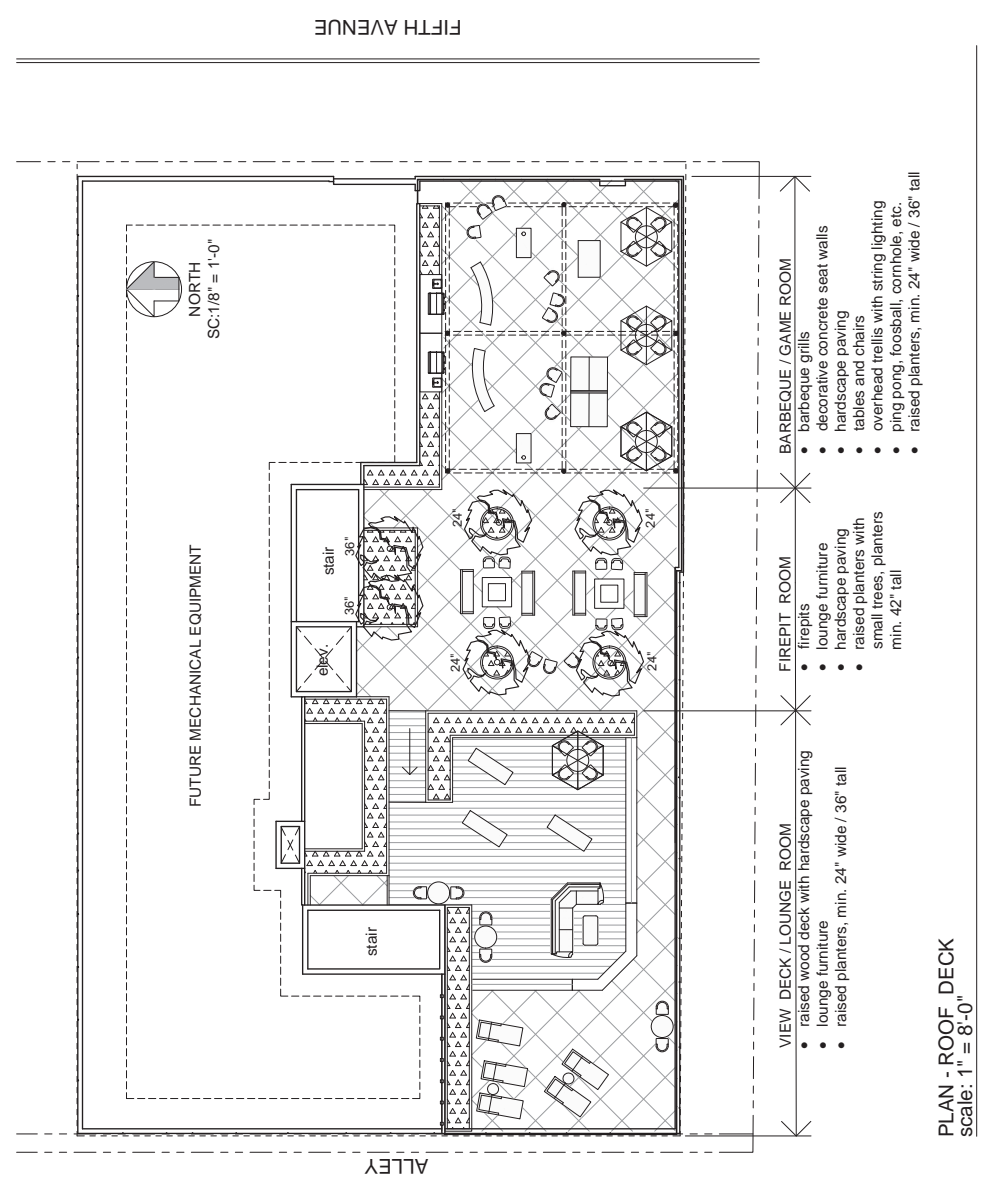 FIFTH AVENUE
NORTH
SC:1/8" = 1'-0"
FUTURE MECHANICAL EQUIPMENT
stair
elev.
stair
36"
36"
24"
24"
24"
24"
ALLEY
VIEW DECK / LOUNGE ROOM
• raised wood deck with hardscape paving
• lounge furniture
• raised planters, min. 24" wide / 36" tall
FIREPIT ROOM
• firepits
• lounge furniture
• hardscape paving
• raised planters with
small trees, planters
min. 42" tall
BARBEQUE / GAME ROOM
• barbeque grills
• decorative concrete seat walls
• hardscape paving
• tables and chairs
• overhead trellis with string lighting
• ping pong, foosball, cornhole, etc.
• raised planters, min. 24" wide / 36" tall
PLAN - ROOF DECK
scale: 1" = 8'-0"